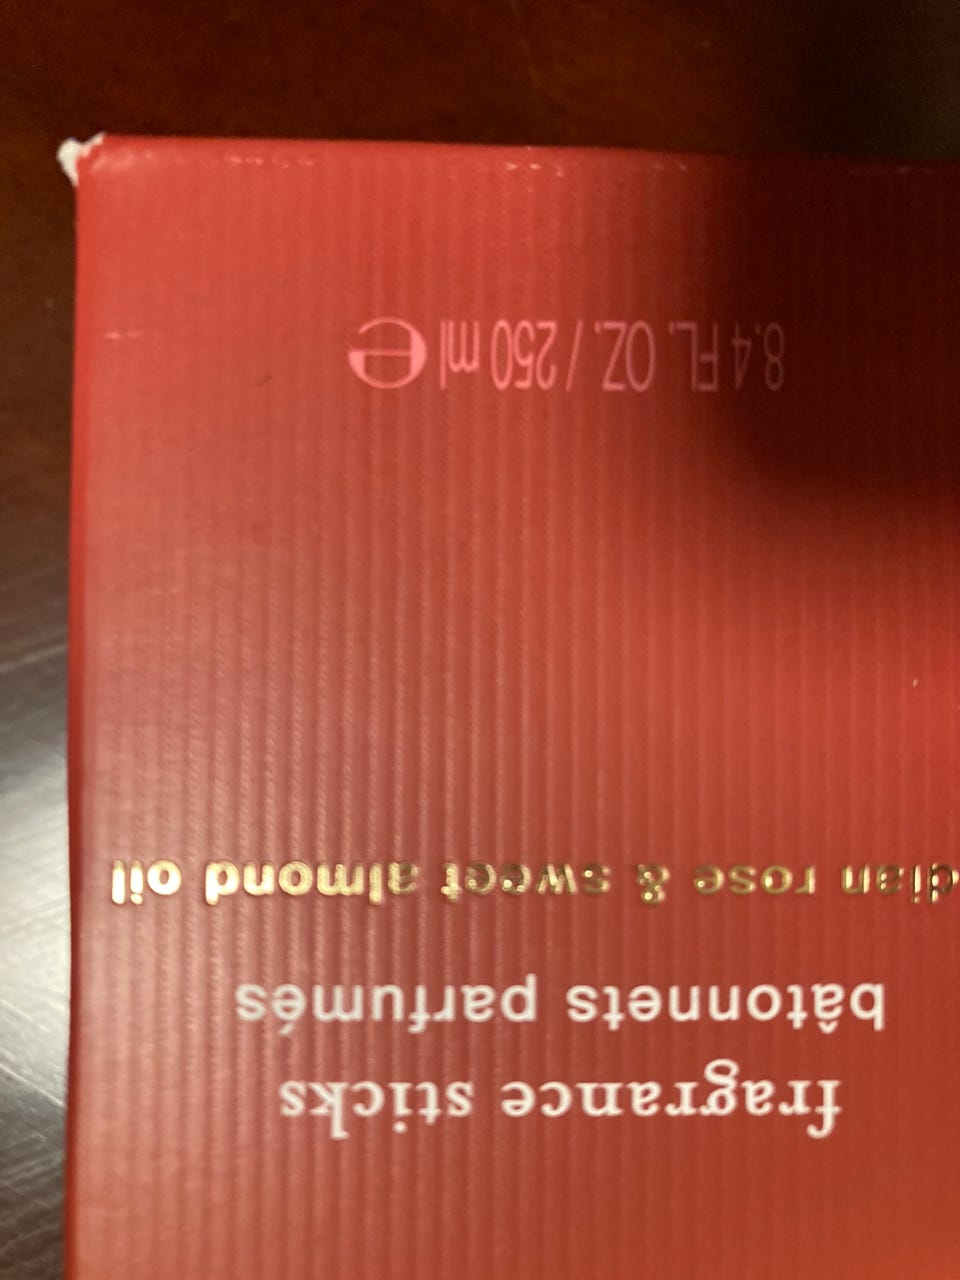 fragrance sticks
bâtonnets parfumés
dian rose & sweet almond oil
8.4 FL. OZ. / 250 ml ℮